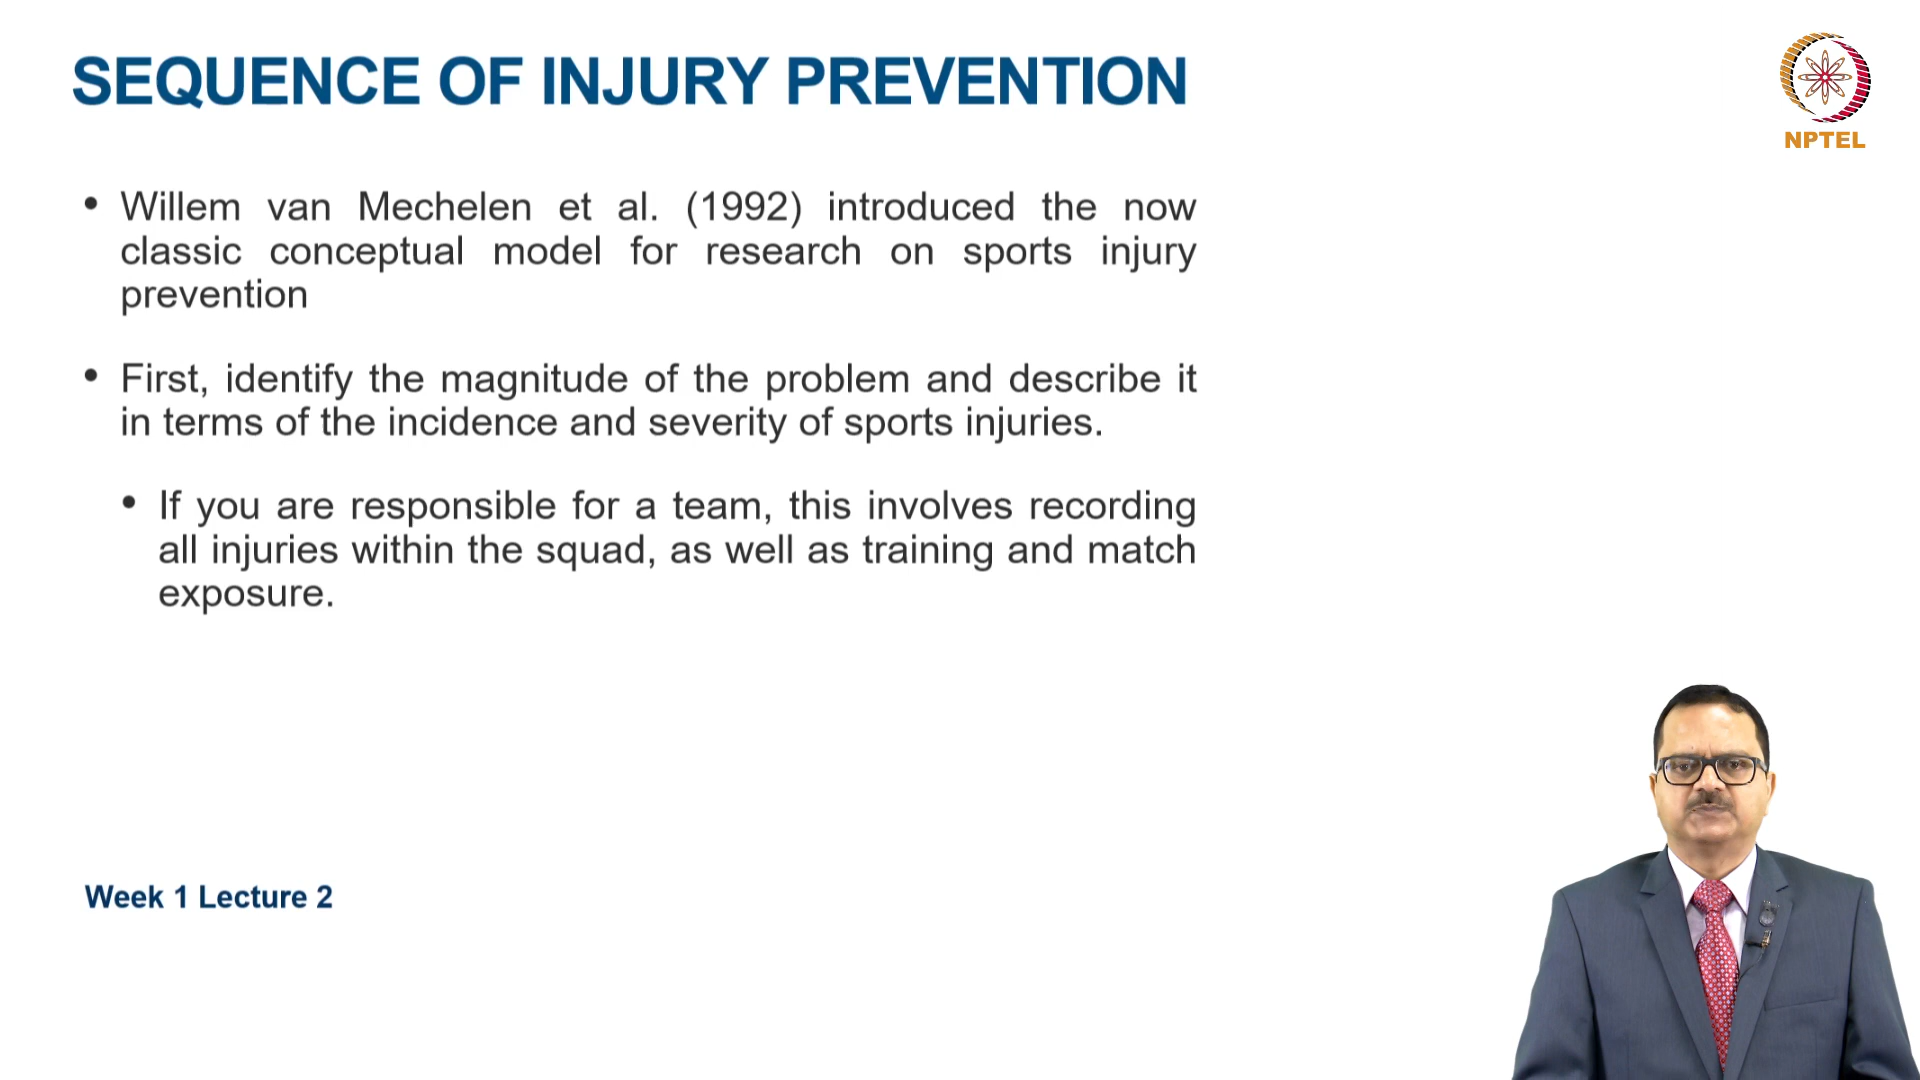 SEQUENCE OF INJURY PREVENTION
NPTEL
• Willem van Mechelen et al. (1992) introduced the now
classic conceptual model for research on sports injury
prevention
• First, identify the magnitude of the problem and describe it
in terms of the incidence and severity of sports injuries.
• If you are responsible for a team, this involves recording
all injuries within the squad, as well as training and match
exposure.
Week 1 Lecture 2